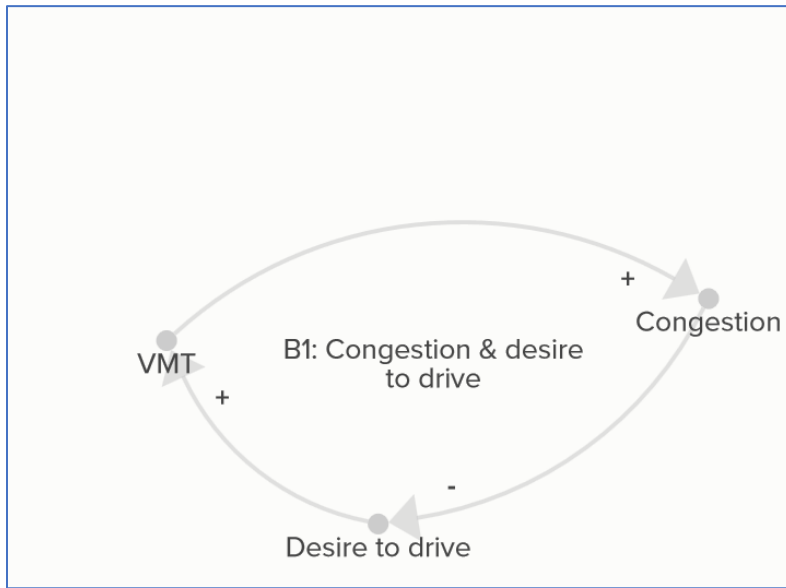 +
Congestion
B1: Congestion & desire
to drive
VMT
+
-
Desire to drive